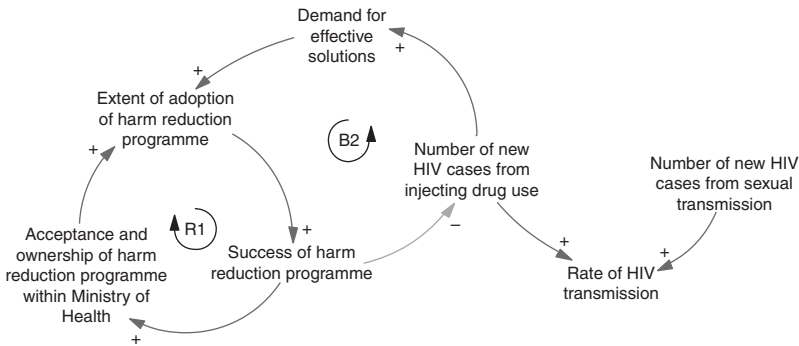 Demand for
effective
solutions
+
+
Extent of adoption
of harm reduction
programme
B2
Number of new
HIV cases from
injecting drug use
Number of new HIV
cases from sexual
transmission
+
R1
Acceptance and
ownership of harm
reduction programme
within Ministry of
Health
+
Success of harm
reduction programme
–
+
+
Rate of HIV
transmission
+